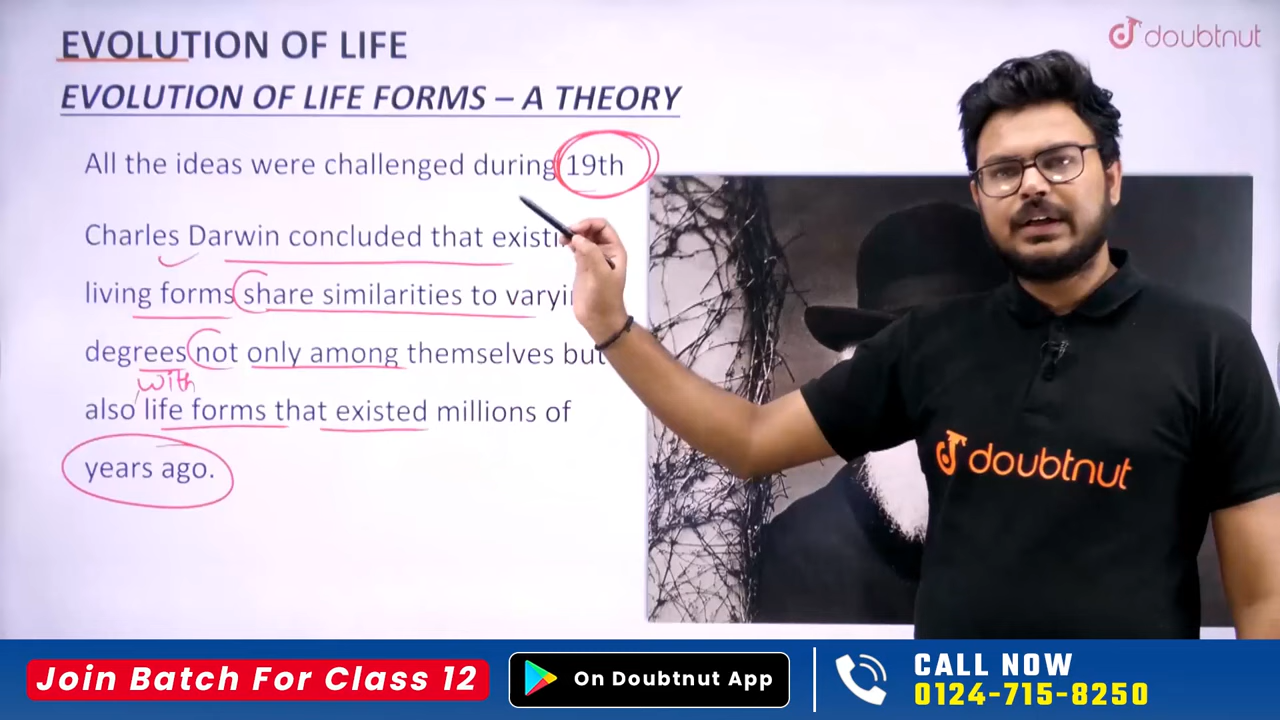 EVOLUTION OF LIFE
doubtnut
EVOLUTION OF LIFE FORMS – A THEORY
All the ideas were challenged during 19th
Charles Darwin concluded that
living forms share similarities to
degrees not only among themselves but
with
also life forms that existed millions of
years ago.
doubtnut
Join Batch For Class 12
On Doubtnut App
CALL NOW
0124-715-8250